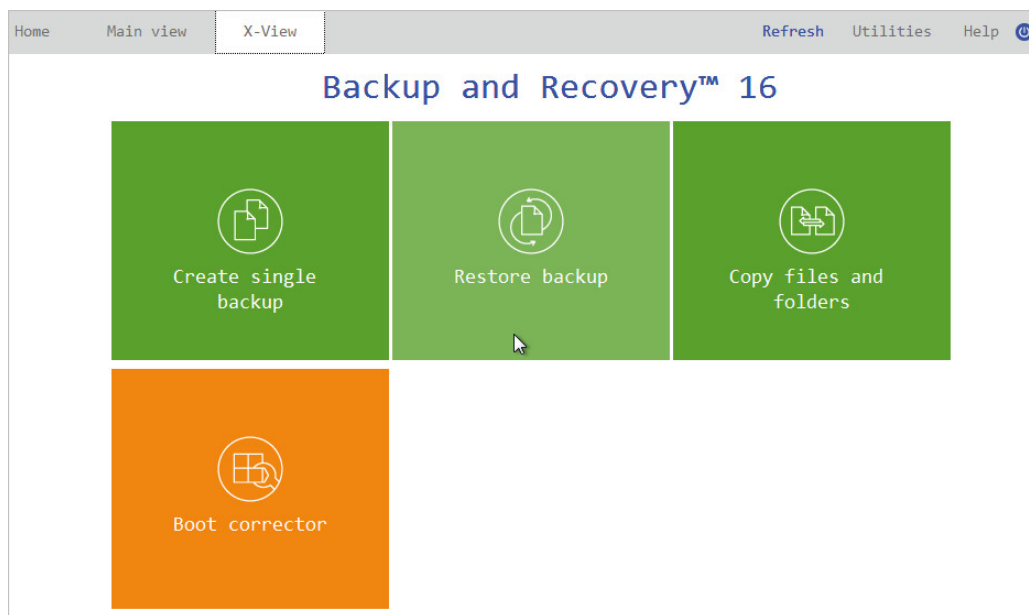 Home Main view X-View Refresh Utilities Help
Backup and Recovery™ 16
Create single
backup
Restore backup
Copy files and
folders
Boot corrector